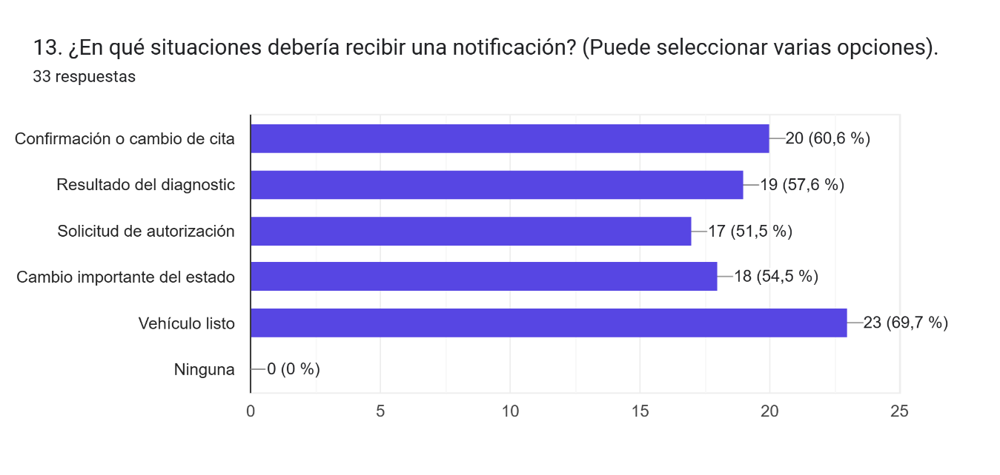 13. ¿En qué situaciones debería recibir una notificación? (Puede seleccionar varias opciones).
33 respuestas
Confirmación o cambio de cita 20 (60,6 %)
Resultado del diagnostic 19 (57,6 %)
Solicitud de autorización 17 (51,5 %)
Cambio importante del estado 18 (54,5 %)
Vehículo listo 23 (69,7 %)
Ninguna 0 (0 %)
0 5 10 15 20 25